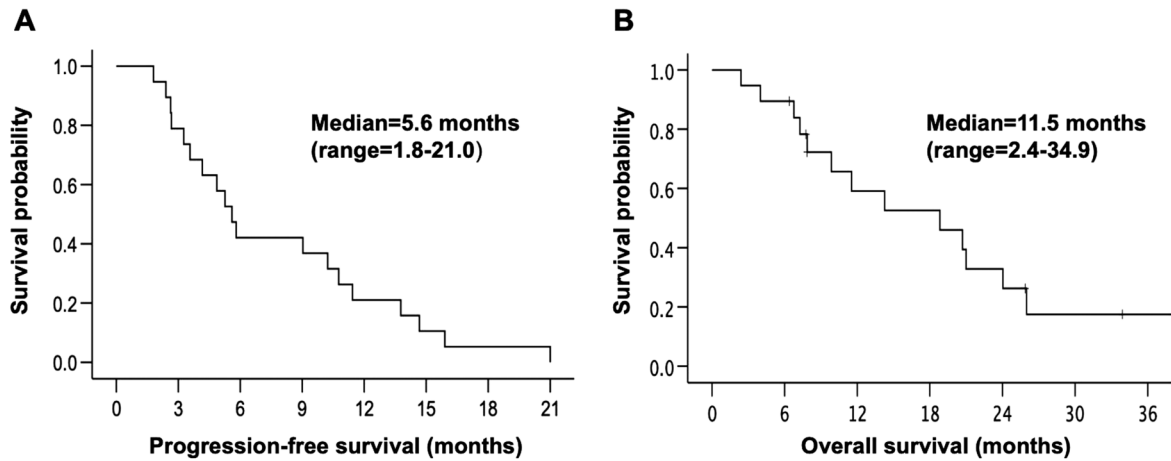 A
Survival probability
1.0
0.8
0.6
0.4
0.2
0.0
Median=5.6 months
(range=1.8-21.0)
0 3 6 9 12 15 18 21
Progression-free survival (months)
B
Survival probability
1.0
0.8
0.6
0.4
0.2
0.0
Median=11.5 months
(range=2.4-34.9)
0 6 12 18 24 30 36
Overall survival (months)